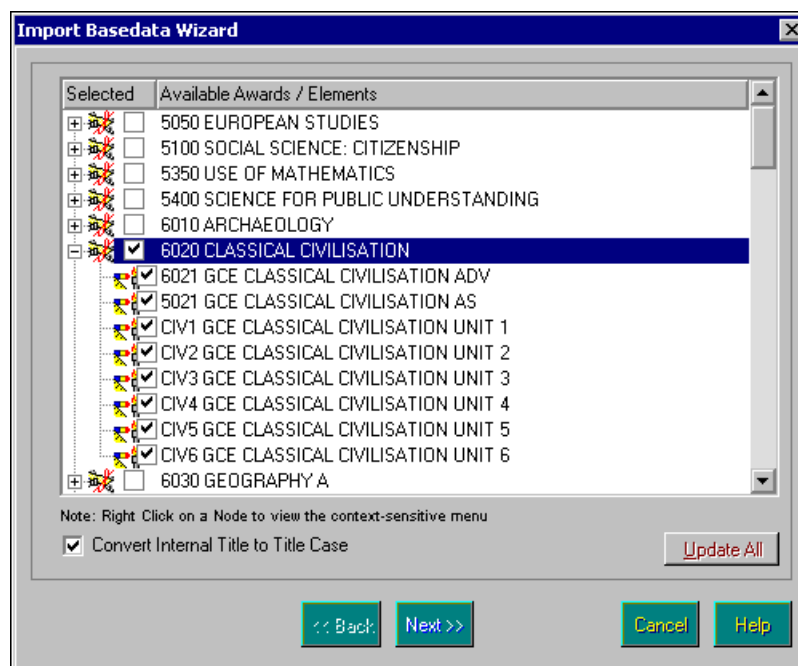 Import Basedata Wizard
Selected Available Awards / Elements
5050 EUROPEAN STUDIES
5100 SOCIAL SCIENCE: CITIZENSHIP
5350 USE OF MATHEMATICS
5400 SCIENCE FOR PUBLIC UNDERSTANDING
6010 ARCHAEOLOGY
6020 CLASSICAL CIVILISATION
6021 GCE CLASSICAL CIVILISATION ADV
5021 GCE CLASSICAL CIVILISATION AS
CIV1 GCE CLASSICAL CIVILISATION UNIT 1
CIV2 GCE CLASSICAL CIVILISATION UNIT 2
CIV3 GCE CLASSICAL CIVILISATION UNIT 3
CIV4 GCE CLASSICAL CIVILISATION UNIT 4
CIV5 GCE CLASSICAL CIVILISATION UNIT 5
CIV6 GCE CLASSICAL CIVILISATION UNIT 6
6030 GEOGRAPHY A
Note: Right Click on a Node to view the context-sensitive menu
Convert Internal Title to Title Case Update All
<< Back Next >> Cancel Help